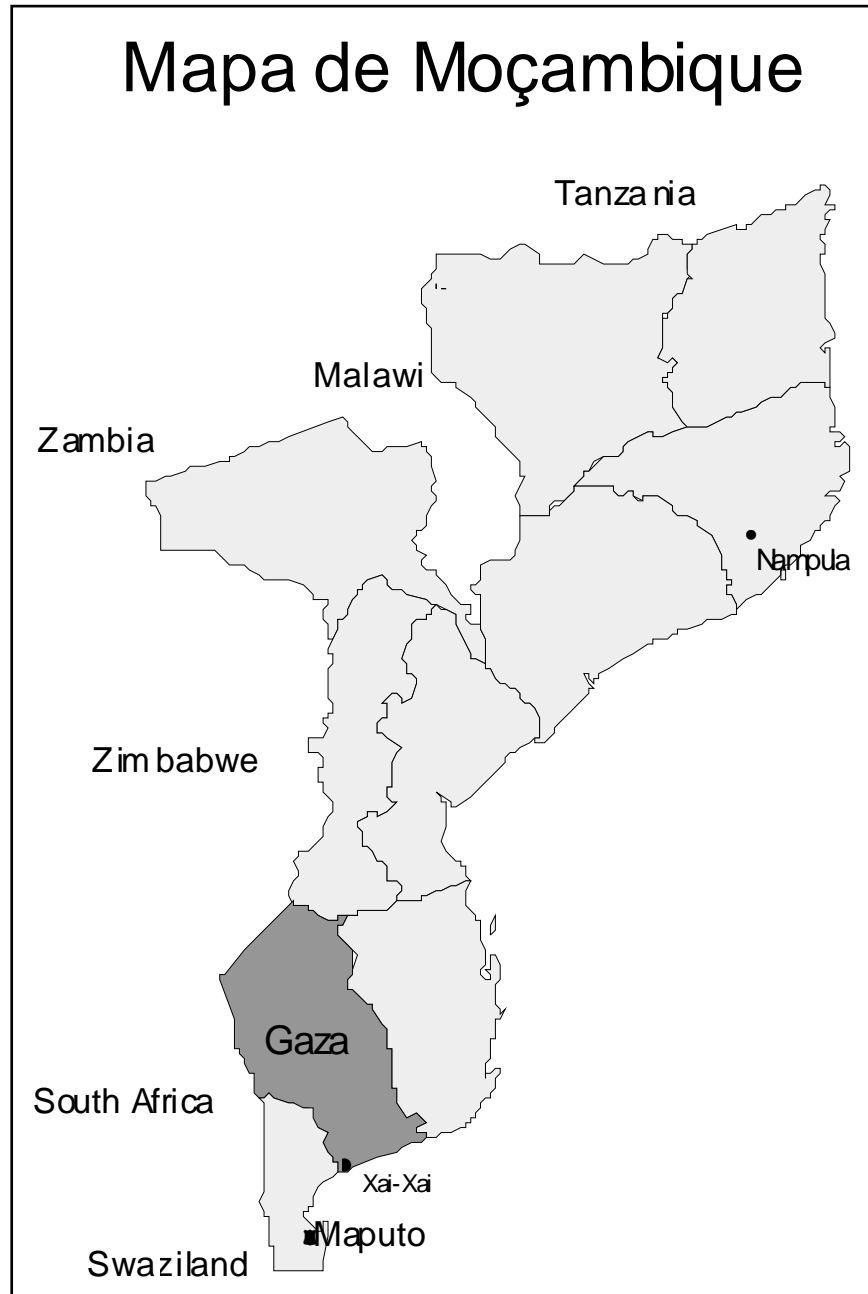 Mapa de Moçambique
Tanzania
Malawi
Zambia
Nampula
Zimbabwe
Gaza
South Africa
Xai-Xai
Maputo
Swaziland